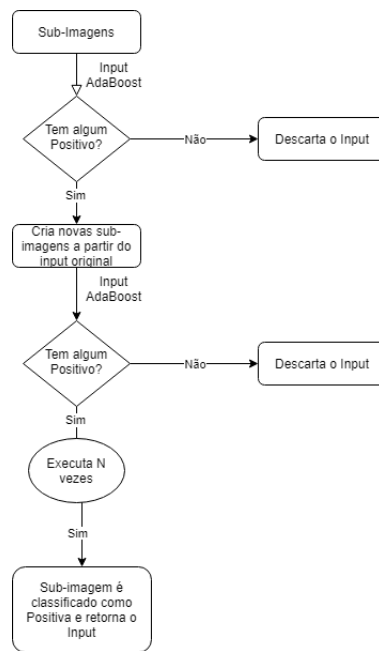 Sub-Imagens
Input
AdaBoost
Tem algum
Positivo?
Não
Descarta o Input
Sim
Cria novas sub-
imagens a partir do
input original
Input
AdaBoost
Tem algum
Positivo?
Não
Descarta o Input
Sim
Executa N
vezes
Sim
Sub-imagem é
classificado como
Positiva e retorna o
Input